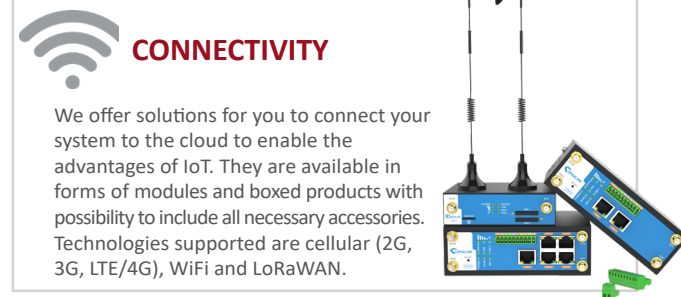 CONNECTIVITY
We offer solutions for you to connect your
system to the cloud to enable the
advantages of IoT. They are available in
forms of modules and boxed products with
possibility to include all necessary accessories.
Technologies supported are cellular (2G,
3G, LTE/4G), WiFi and LoRaWAN.